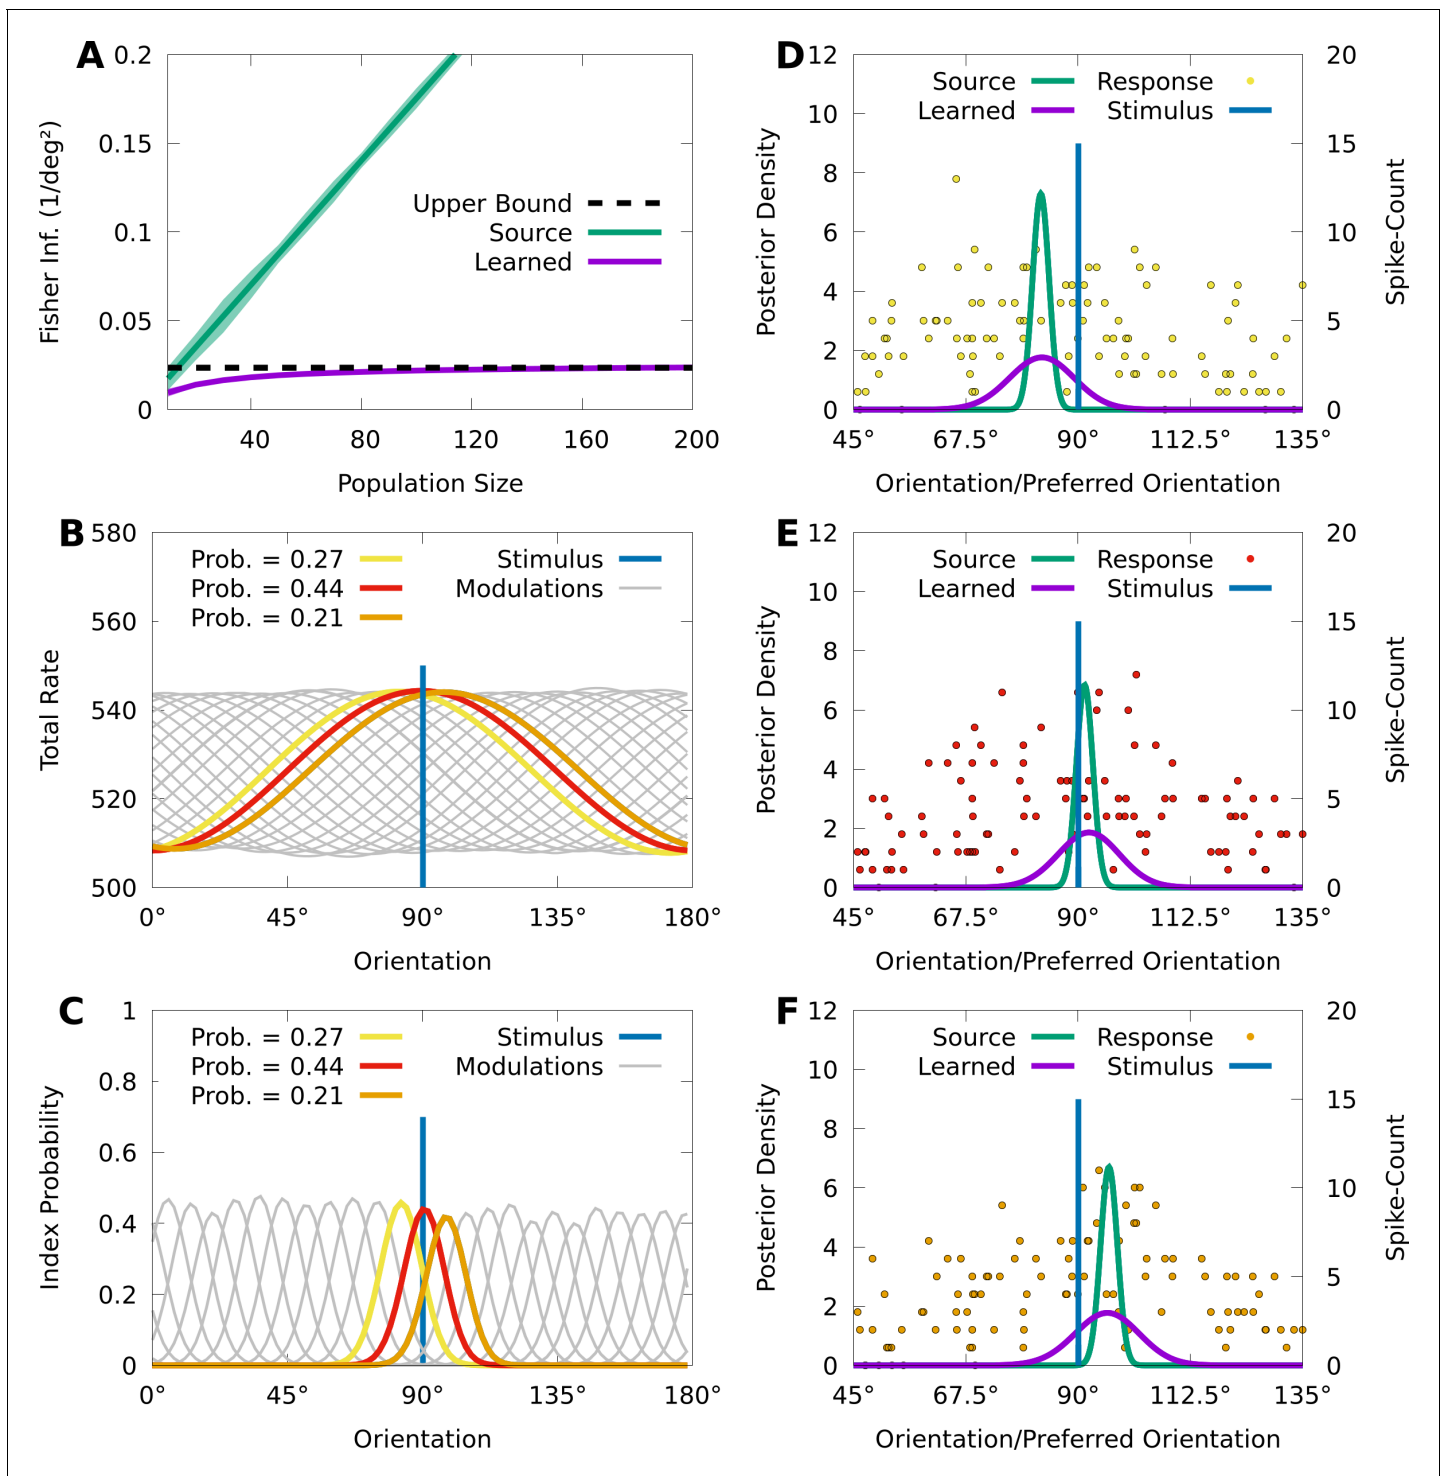 A
0.2
0.15
0.1
0.05
0
Fisher Inf. (1/deg²)
Upper Bound
Source
Learned
40 80 120 160 200
Population Size
B
580
560
540
520
500
Total Rate
Prob. = 0.27
Prob. = 0.44
Prob. = 0.21
Stimulus
Modulations
0° 45° 90° 135° 180°
Orientation
C
1
0.8
0.6
0.4
0.2
0
Index Probability
Prob. = 0.27
Prob. = 0.44
Prob. = 0.21
Stimulus
Modulations
0° 45° 90° 135° 180°
Orientation
D
12
10
8
6
4
2
0
Posterior Density
Source Response
Learned Stimulus
20
15
10
5
0
Spike-Count
45° 67.5° 90° 112.5° 135°
Orientation/Preferred Orientation
E
12
10
8
6
4
2
0
Posterior Density
Source Response
Learned Stimulus
20
15
10
5
0
Spike-Count
45° 67.5° 90° 112.5° 135°
Orientation/Preferred Orientation
F
12
10
8
6
4
2
0
Posterior Density
Source Response
Learned Stimulus
20
15
10
5
0
Spike-Count
45° 67.5° 90° 112.5° 135°
Orientation/Preferred Orientation